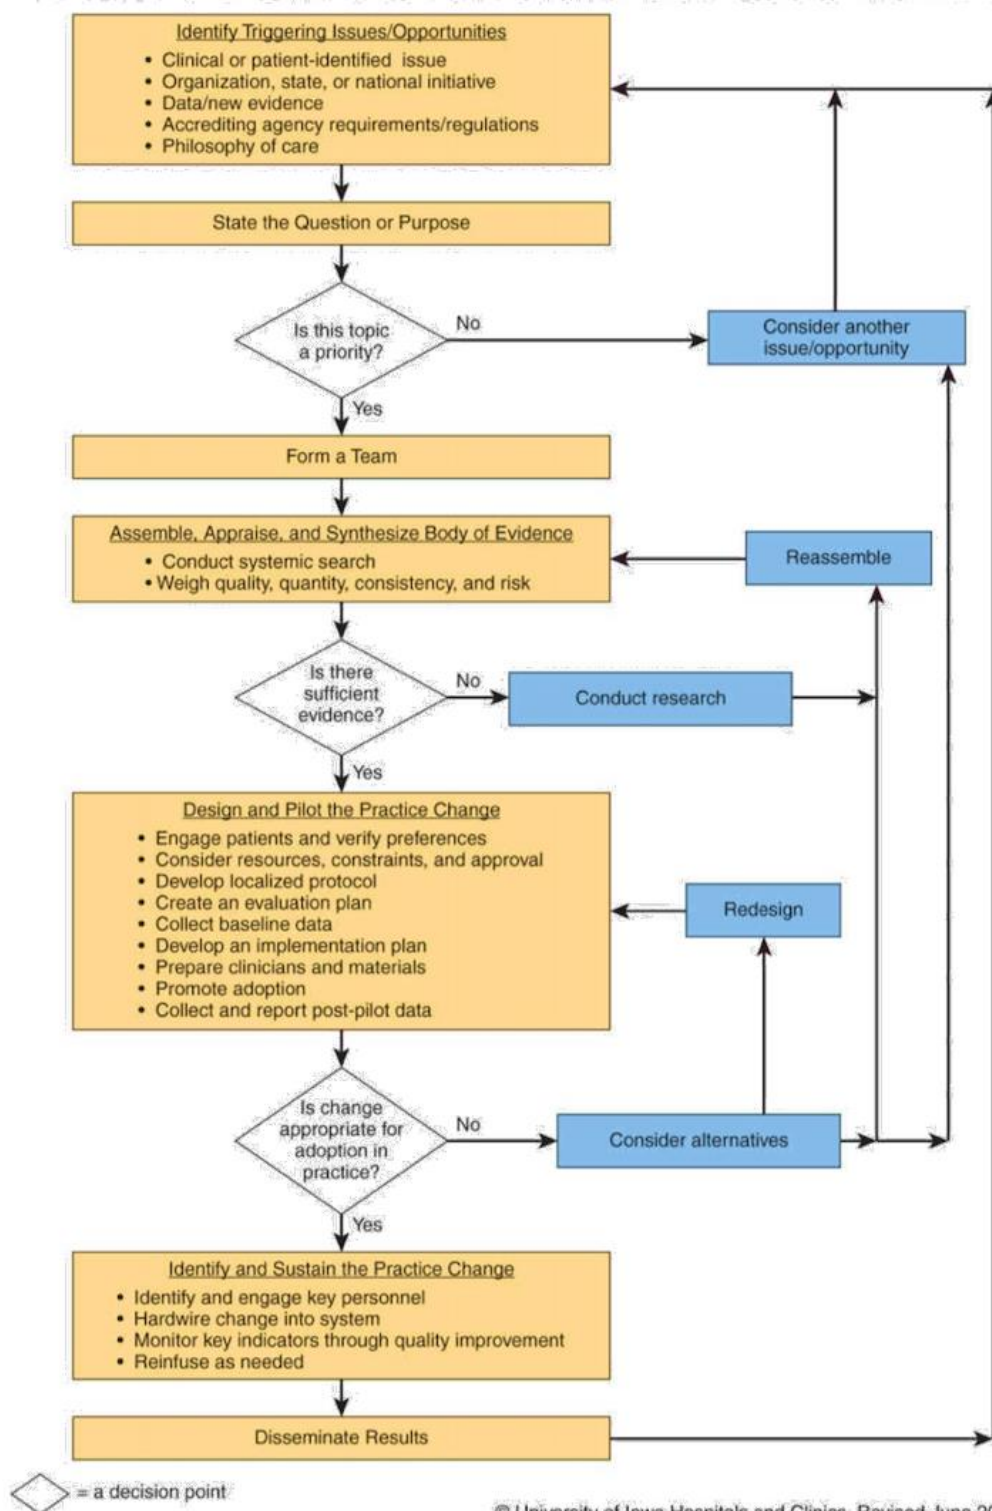 Identify Triggering Issues/Opportunities
• Clinical or patient-identified issue
• Organization, state, or national initiative
• Data/new evidence
• Accrediting agency requirements/regulations
• Philosophy of care
State the Question or Purpose
Is this topic
a priority?
No
Consider another
issue/opportunity
Yes
Form a Team
Assemble, Appraise, and Synthesize Body of Evidence
• Conduct systemic search
• Weigh quality, quantity, consistency, and risk
Reassemble
Is there
sufficient
evidence?
No
Conduct research
Yes
Design and Pilot the Practice Change
• Engage patients and verify preferences
• Consider resources, constraints, and approval
• Develop localized protocol
• Create an evaluation plan
• Collect baseline data
• Develop an implementation plan
• Prepare clinicians and materials
• Promote adoption
• Collect and report post-pilot data
Redesign
Is change
appropriate for
adoption in
practice?
No
Consider alternatives
Yes
Identify and Sustain the Practice Change
• Identify and engage key personnel
• Hardwire change into system
• Monitor key indicators through quality improvement
• Reinfuse as needed
Disseminate Results
= a decision point
© University of Iowa Hospitals and Clinics, Revised June